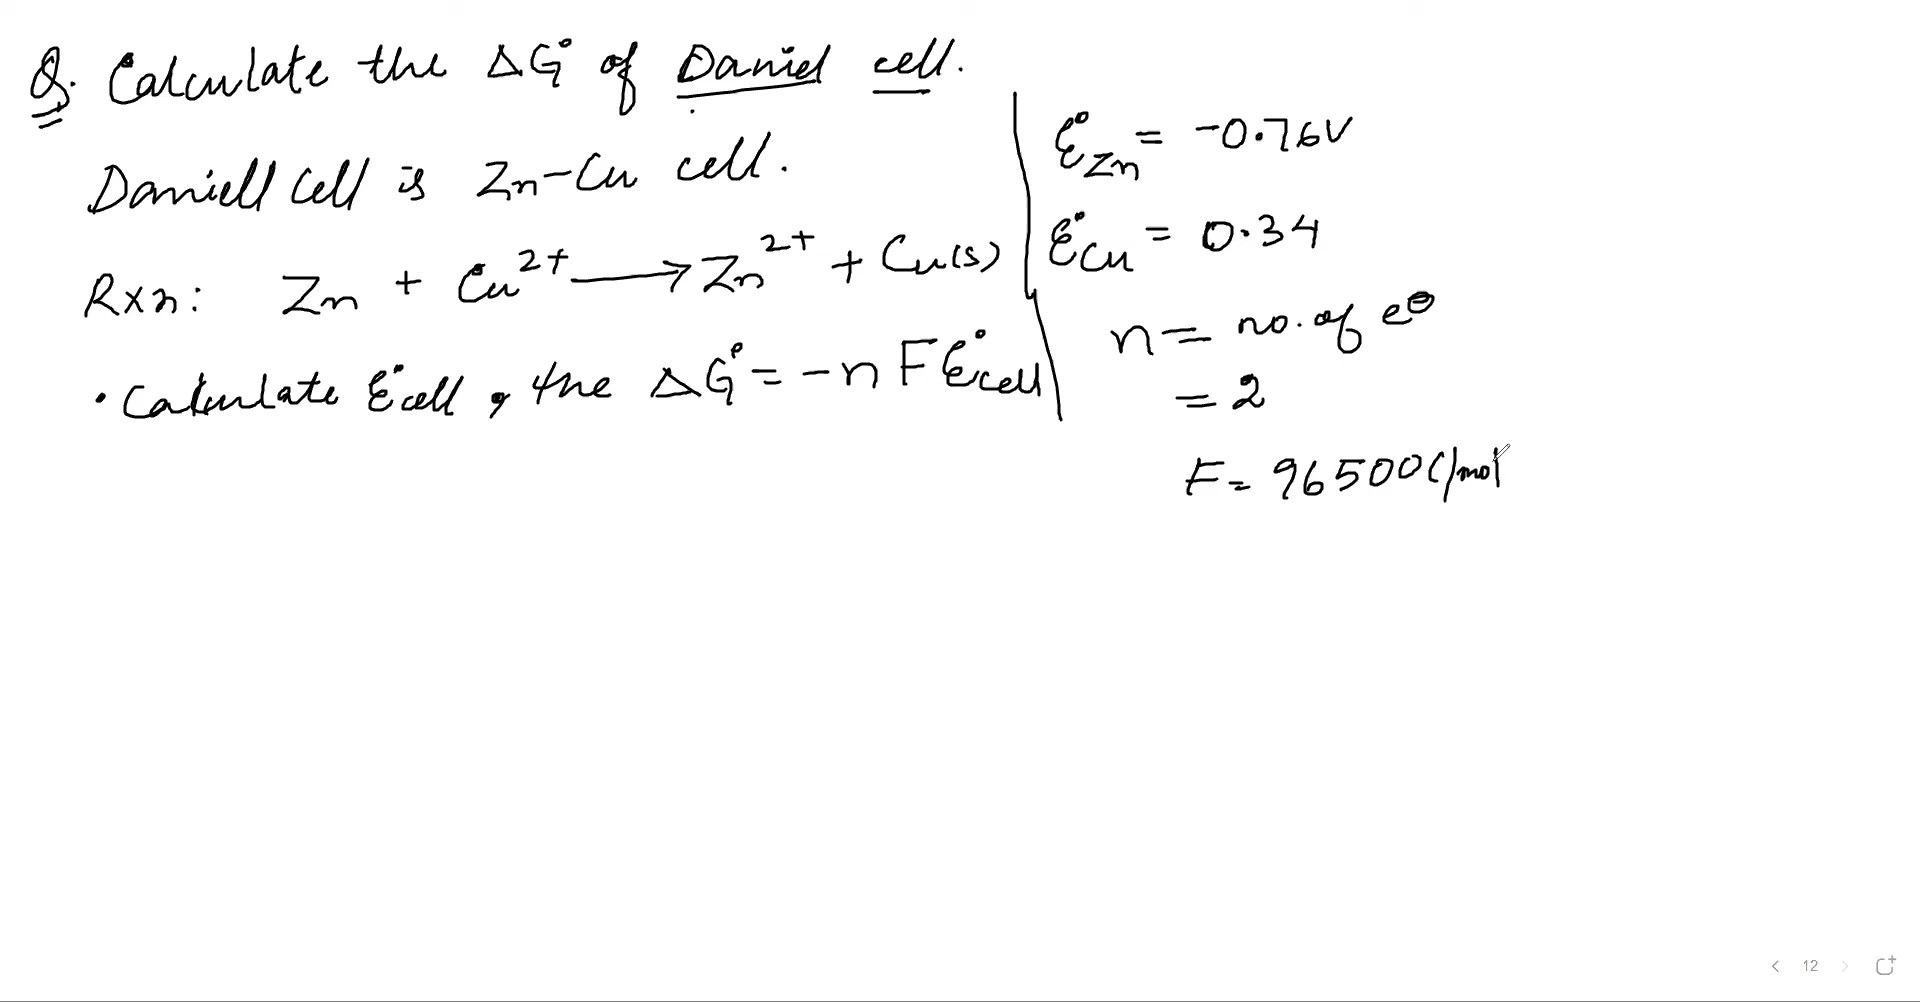 Q. Calculate the ΔG° of Daniel cell.
Daniell Cell is Zn-Cu cell.
Rxn: Zn + Cu²⁺ ⟶ Zn²⁺ + Cu(s)
• Calculate E°cell, the ΔG° = -nFE°cell
E°Zn = -0.76V
E°Cu = 0.34
n = no. of e⊖
= 2
F = 96500 C/mol
12